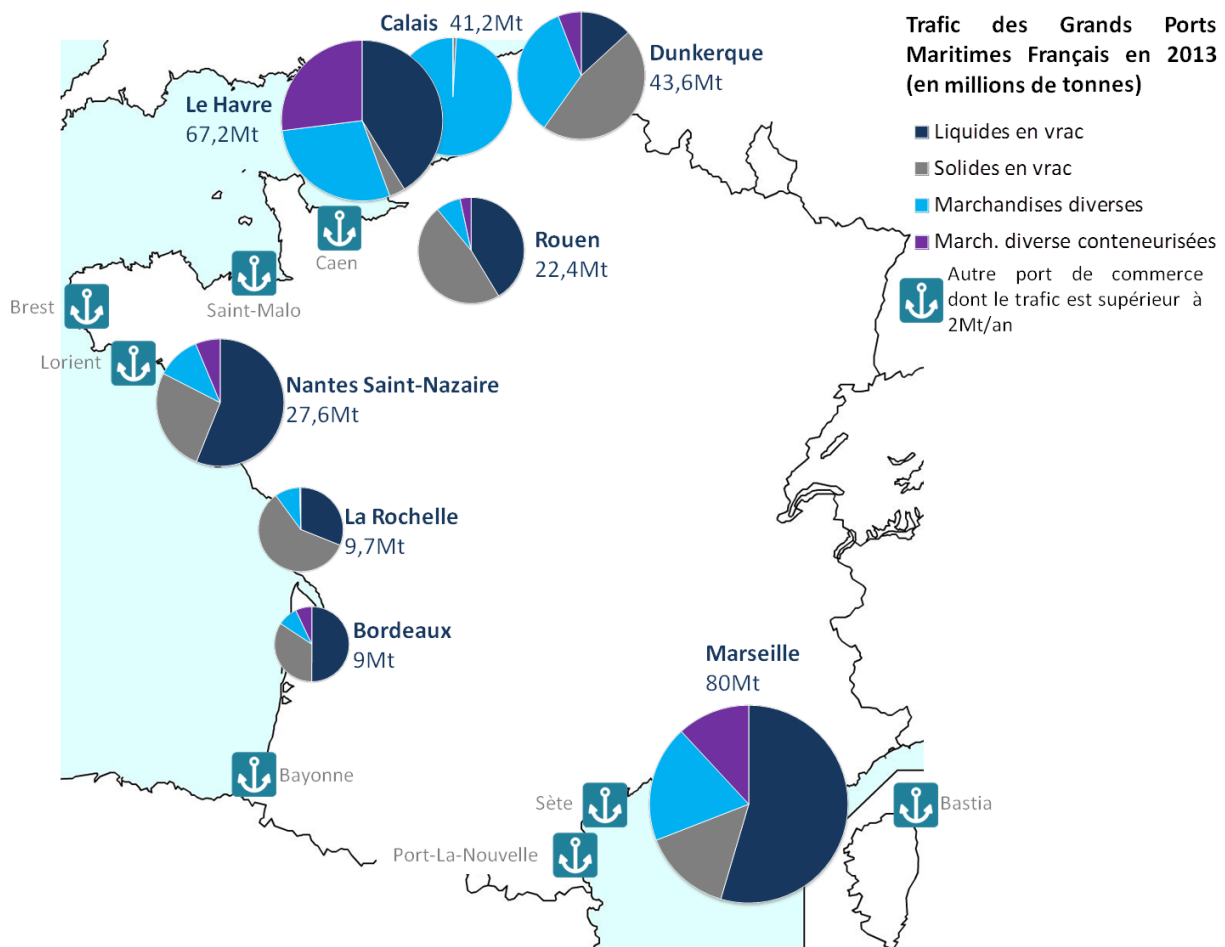 Trafic des Grands Ports
Maritimes Français en 2013
(en millions de tonnes)
Liquides en vrac
Solides en vrac
Marchandises diverses
March. diverse conteneurisées
Autre port de commerce
dont le trafic est supérieur à
2Mt/an
Calais 41,2Mt
Dunkerque
43,6Mt
Le Havre
67,2Mt
Rouen
22,4Mt
Caen
Saint-Malo
Brest
Lorient
Nantes Saint-Nazaire
27,6Mt
La Rochelle
9,7Mt
Bordeaux
9Mt
Marseille
80Mt
Bayonne
Sète
Port-La-Nouvelle
Bastia